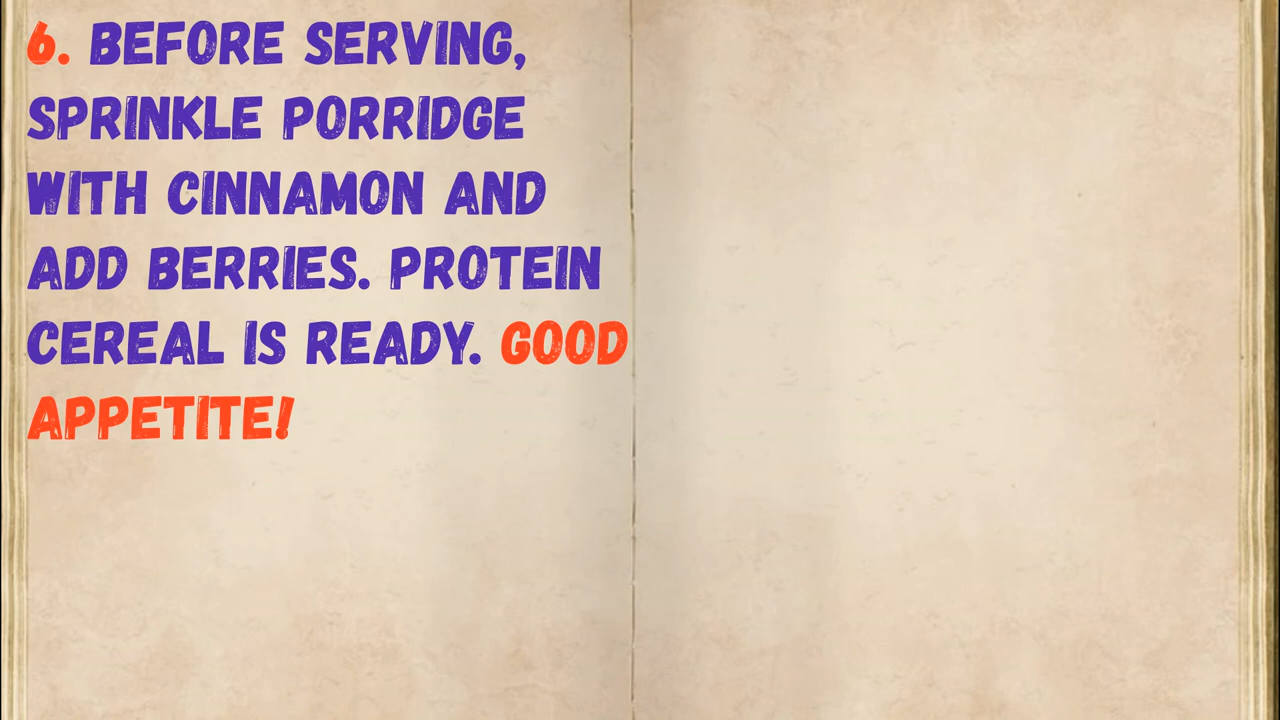 6. BEFORE SERVING,
SPRINKLE PORRIDGE
WITH CINNAMON AND
ADD BERRIES. PROTEIN
CEREAL IS READY. GOOD
APPETITE!